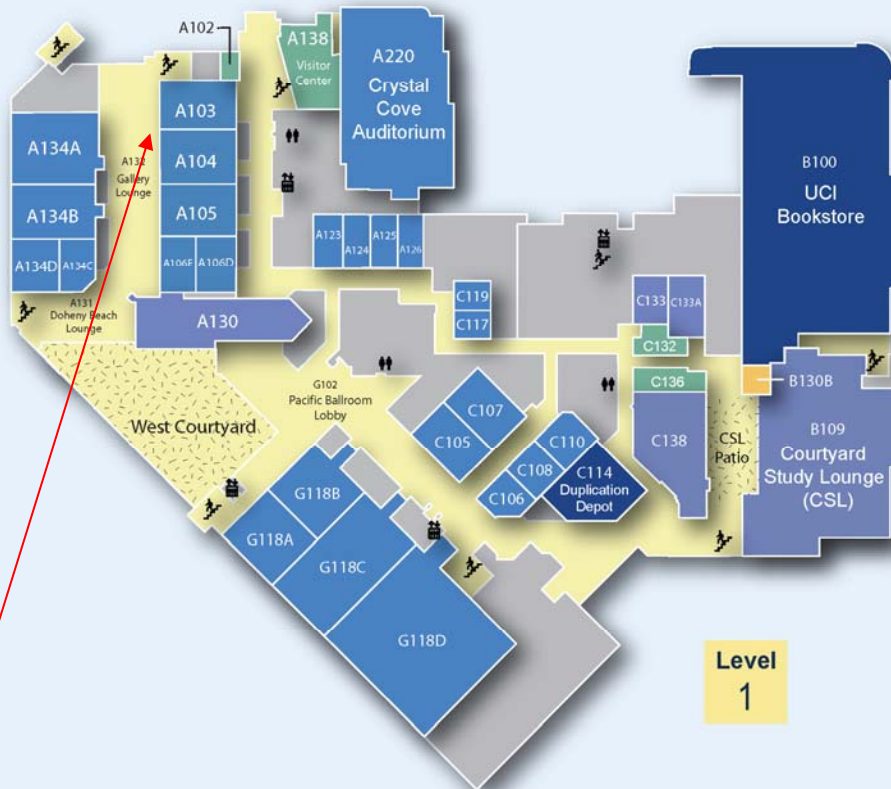 A102
A138
Visitor
Center
A220
Crystal
Cove
Auditorium
A103
A134A
A132
Gallery
Lounge
A104
B100
UCI
Bookstore
A134B
A105
A123
A124
A125
A126
A134D
A134C
A106E
A106D
A131
Doheny Beach
Lounge
A130
C119
C117
C133
C133A
C132
C136
B130B
G102
Pacific Ballroom
Lobby
West Courtyard
C107
C105
C110
C108
C106
C114
Duplication
Depot
C138
CSL
Patio
B109
Courtyard
Study Lounge
(CSL)
G118B
G118A
G118C
G118D
Level
1